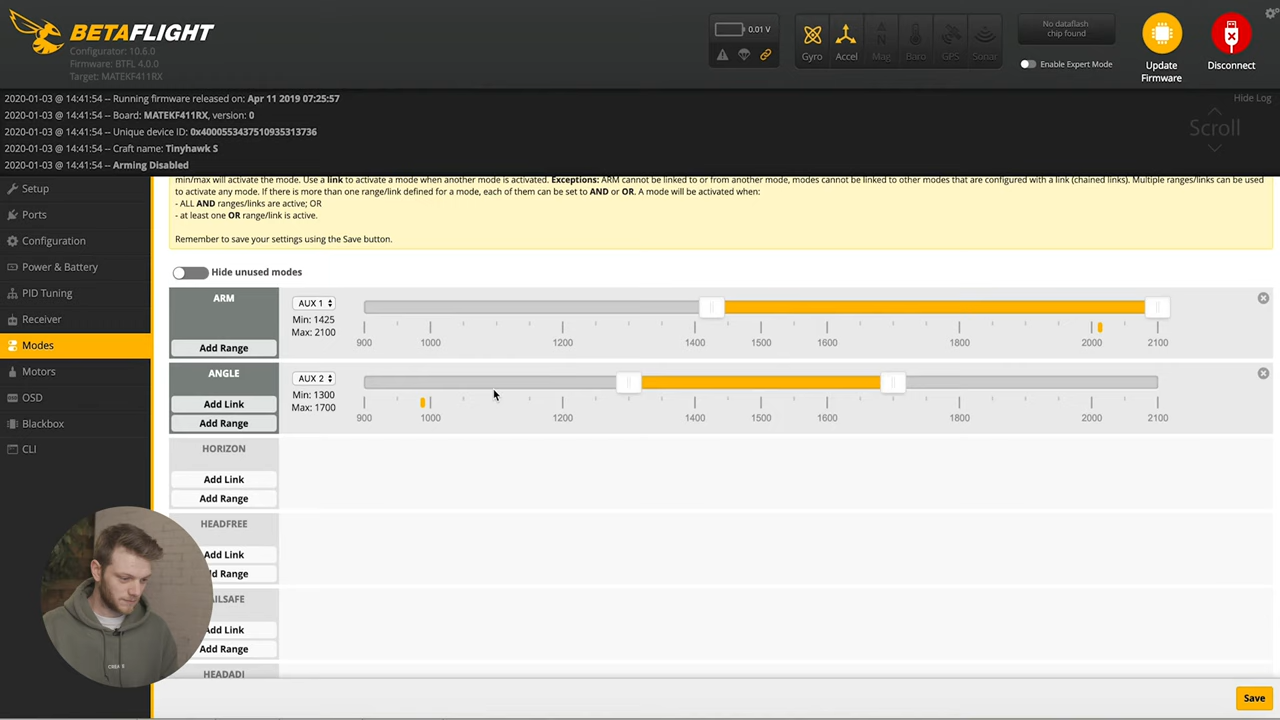 BETAFLIGHT
Configurator: 10.6.0
Firmware: BTFL 4.0.0
Target: MATEKF411RX
0,01 V
Gyro
Accel
Mag
Baro
GPS
Sonar
No dataflash
chip found
Enable Expert Mode
Update
Firmware
Disconnect
2020-01-03 @ 14:41:54 -- Running firmware released on: Apr 11 2019 07:25:57
2020-01-03 @ 14:41:54 -- Board: MATEKF411RX, version: 0
2020-01-03 @ 14:41:54 -- Unique device ID: 0x4000553437510935313736
2020-01-03 @ 14:41:54 -- Craft name: Tinyhawk S
2020-01-03 @ 14:41:54 -- Arming Disabled
Hide Log
Scroll
Setup
Ports
Configuration
Power & Battery
PID Tuning
Receiver
Modes
Motors
OSD
Blackbox
CLI
min/max will activate the mode. Use a link to activate a mode when another mode is activated. Exceptions: ARM cannot be linked to or from another mode, modes cannot be linked to other modes that are configured with a link (chained links). Multiple ranges/links can be used
to activate any mode. If there is more than one range/link defined for a mode, each of them can be set to AND or OR. A mode will be activated when:
- ALL AND ranges/links are active; OR
- at least one OR range/link is active.
Remember to save your settings using the Save button.
Hide unused modes
ARM
Add Range
AUX 1
Min: 1425
Max: 2100
900 1000 1200 1400 1500 1600 1800 2000 2100
ANGLE
Add Link
Add Range
AUX 2
Min: 1300
Max: 1700
900 1000 1200 1400 1500 1600 1800 2000 2100
HORIZON
Add Link
Add Range
HEADFREE
Add Link
Add Range
AILSAFE
Add Link
Add Range
HEADADJ
Save